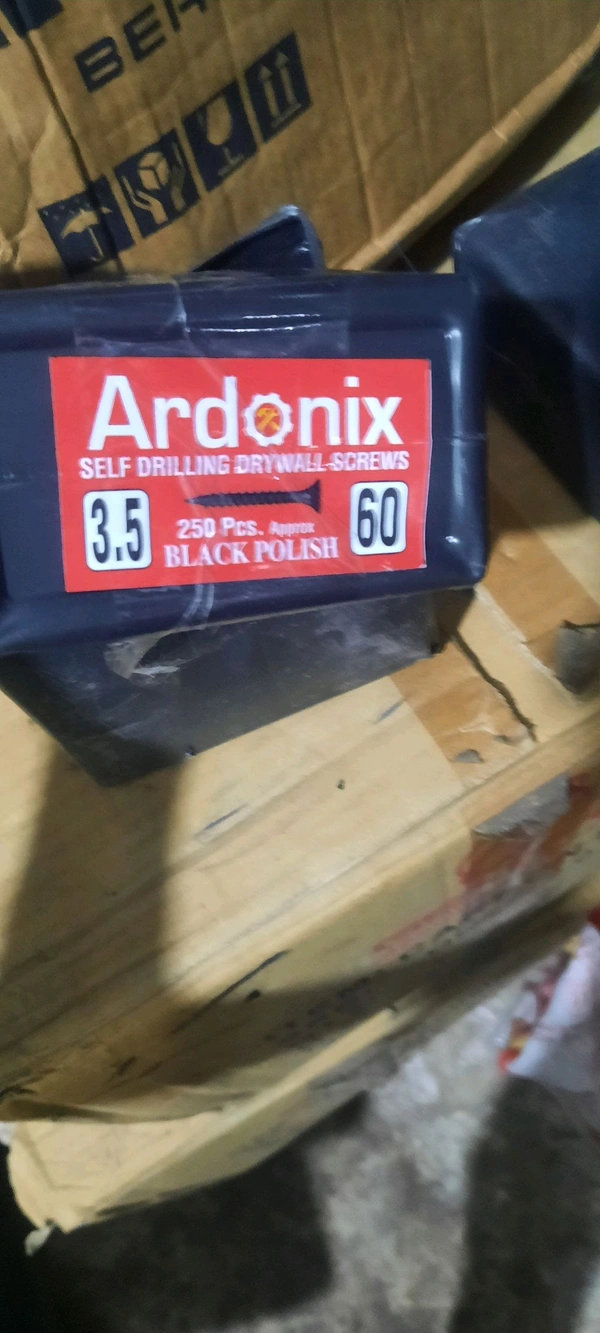 Ardonix
SELF DRILLING DRYWALL SCREWS
3.5
250 Pcs. Approx
BLACK POLISH
60